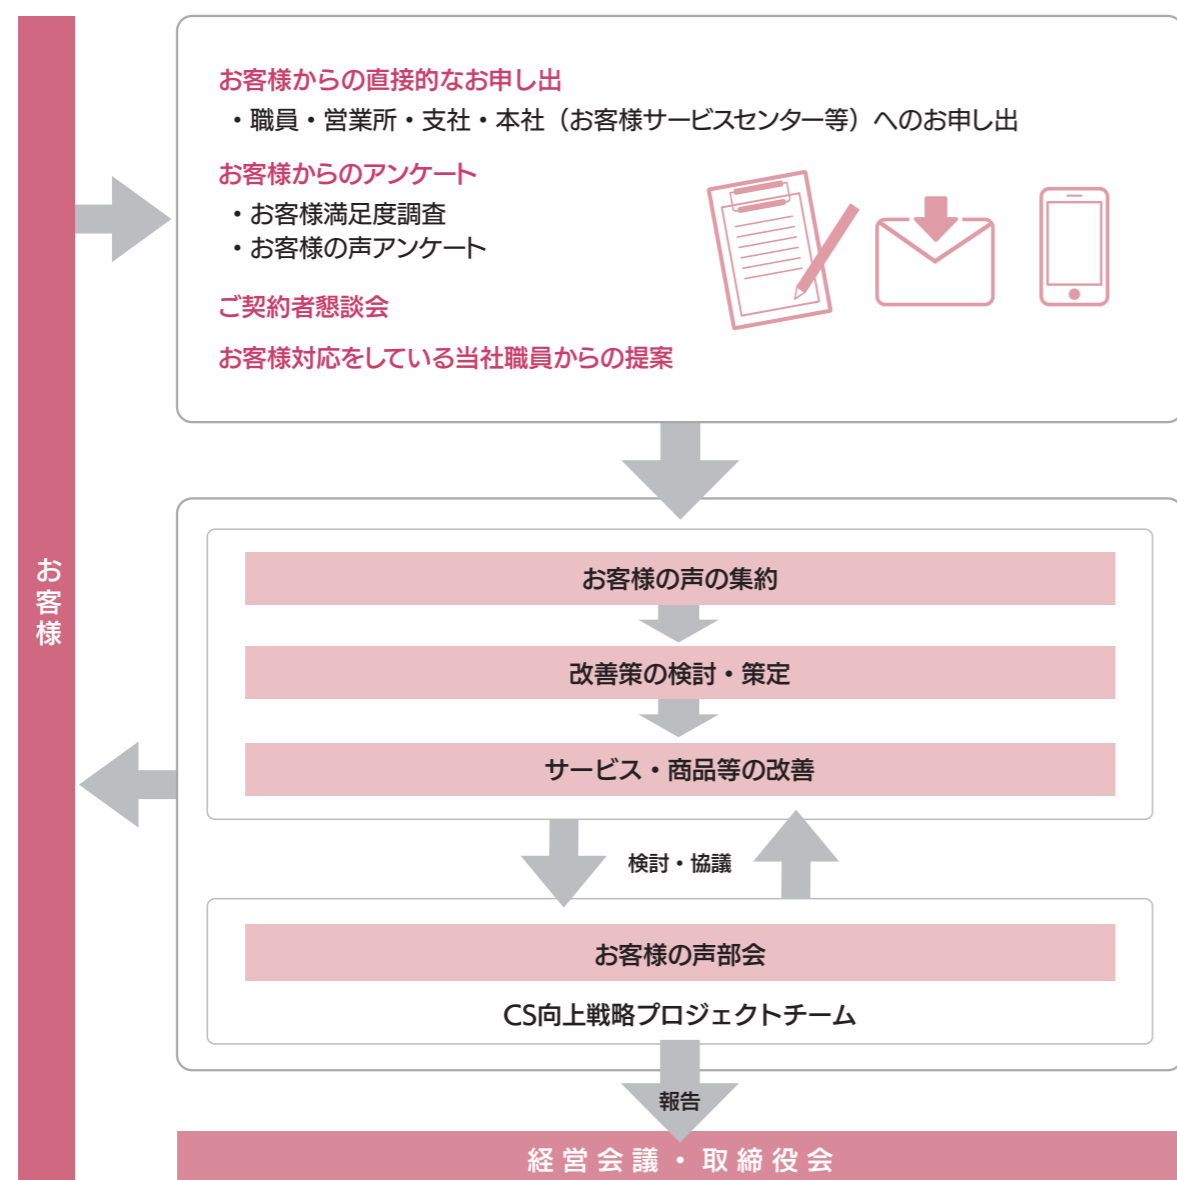 お客様からの直接的なお申し出
・職員・営業所・支社・本社（お客様サービスセンター等）へのお申し出
お客様からのアンケート
・お客様満足度調査
・お客様の声アンケート
ご契約者懇談会
お客様対応をしている当社職員からの提案
お客様
お客様の声の集約
改善策の検討・策定
サービス・商品等の改善
検討・協議
お客様の声部会
CS向上戦略プロジェクトチーム
報告
経営会議・取締役会